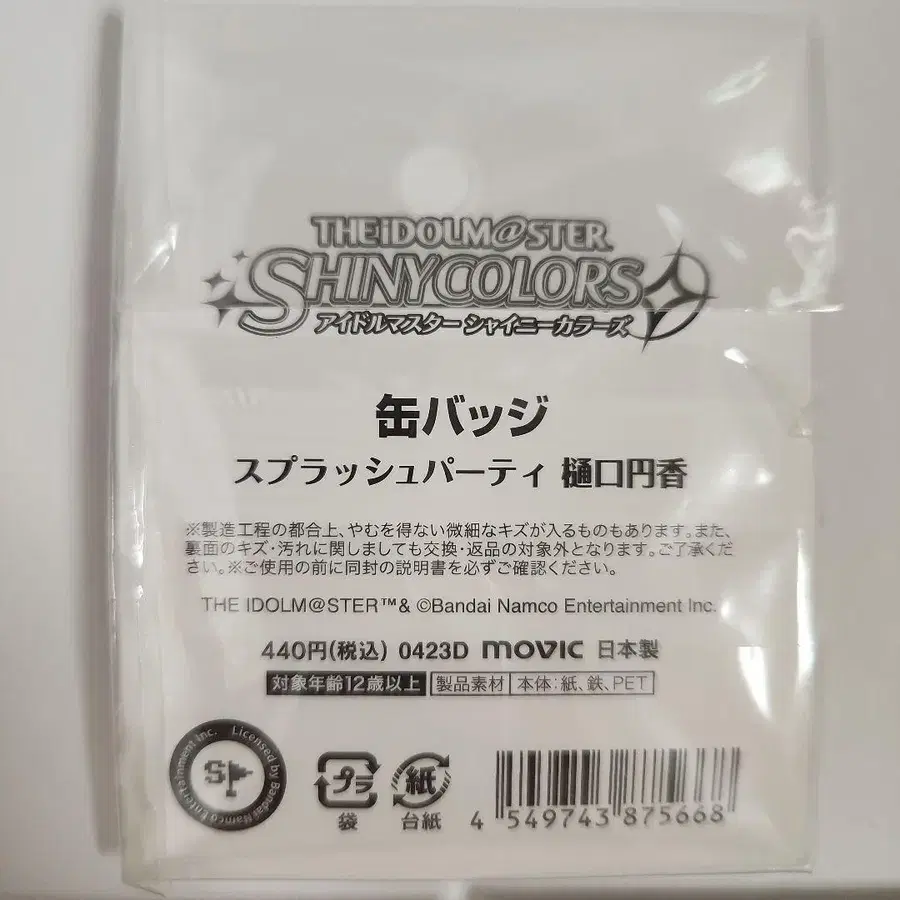 THE iDOLM@STER
SHINY COLORS
アイドルマスター シャイニーカラーズ
缶バッジ
スプラッシュパーティ 樋口円香
※製造工程の都合上、やむを得ない微細なキズが入るものもあります。また、
裏面のキズ・汚れに関しましても交換・返品の対象外となります。ご了承くだ
さい。※ご使用の前に同封の説明書を必ずご確認ください。
THE IDOLM@STER™& ©Bandai Namco Entertainment Inc.
440円(税込) 0423D movic 日本製
対象年齢12歳以上 製品素材 本体:紙、鉄、PET
Licensed by Bandai Namco Entertainment Inc.
S
プラ
袋
紙
台紙
4 549743 875668